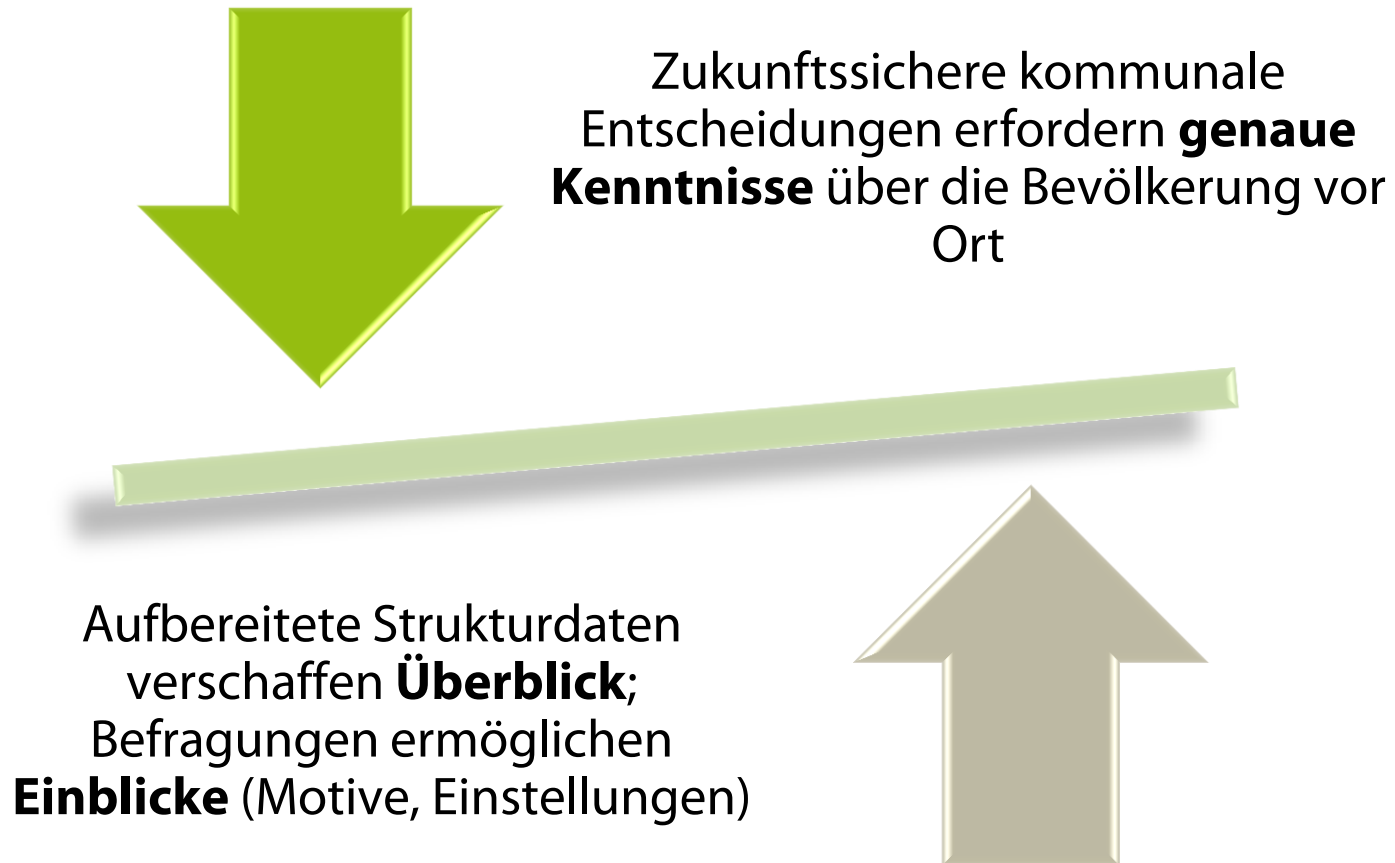 Zukunftssichere kommunale
Entscheidungen erfordern genaue
Kenntnisse über die Bevölkerung vor
Ort
Aufbereitete Strukturdaten
verschaffen Überblick;
Befragungen ermöglichen
Einblicke (Motive, Einstellungen)